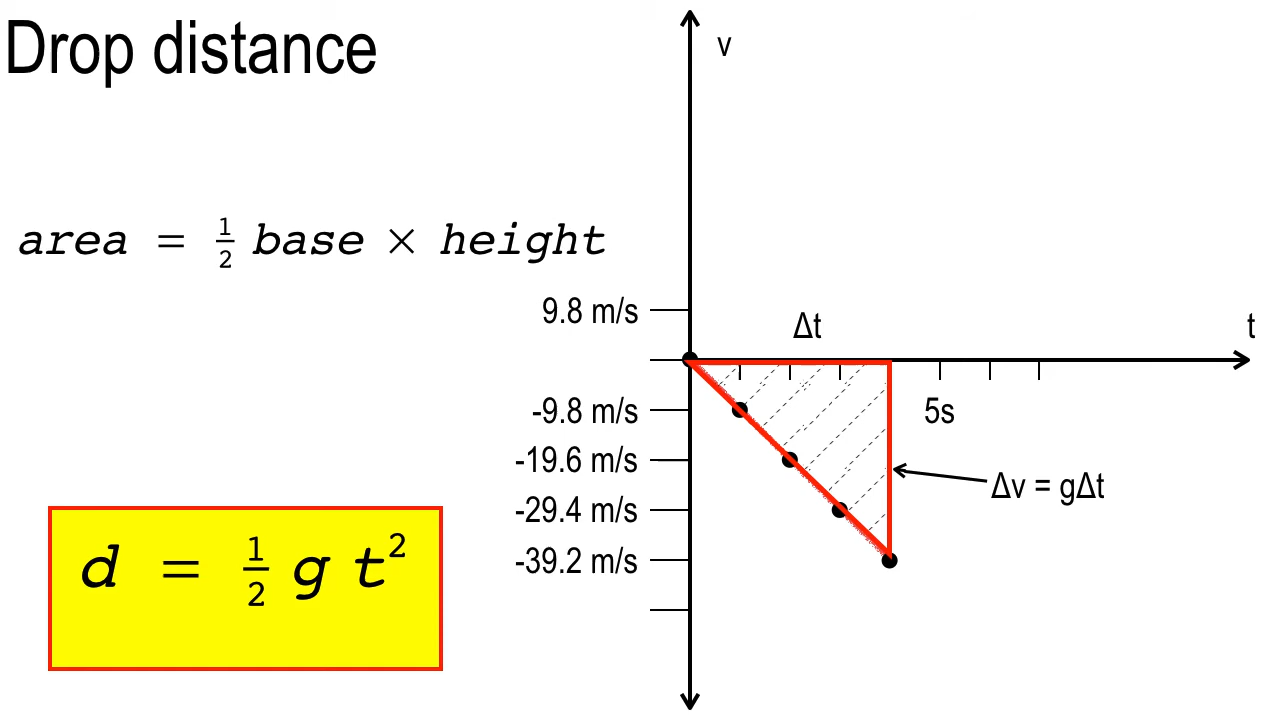 Drop distance
v
area = ½ base × height
9.8 m/s
Δt
t
-9.8 m/s
5s
-19.6 m/s
Δv = gΔt
-29.4 m/s
-39.2 m/s
d = ½ g t²